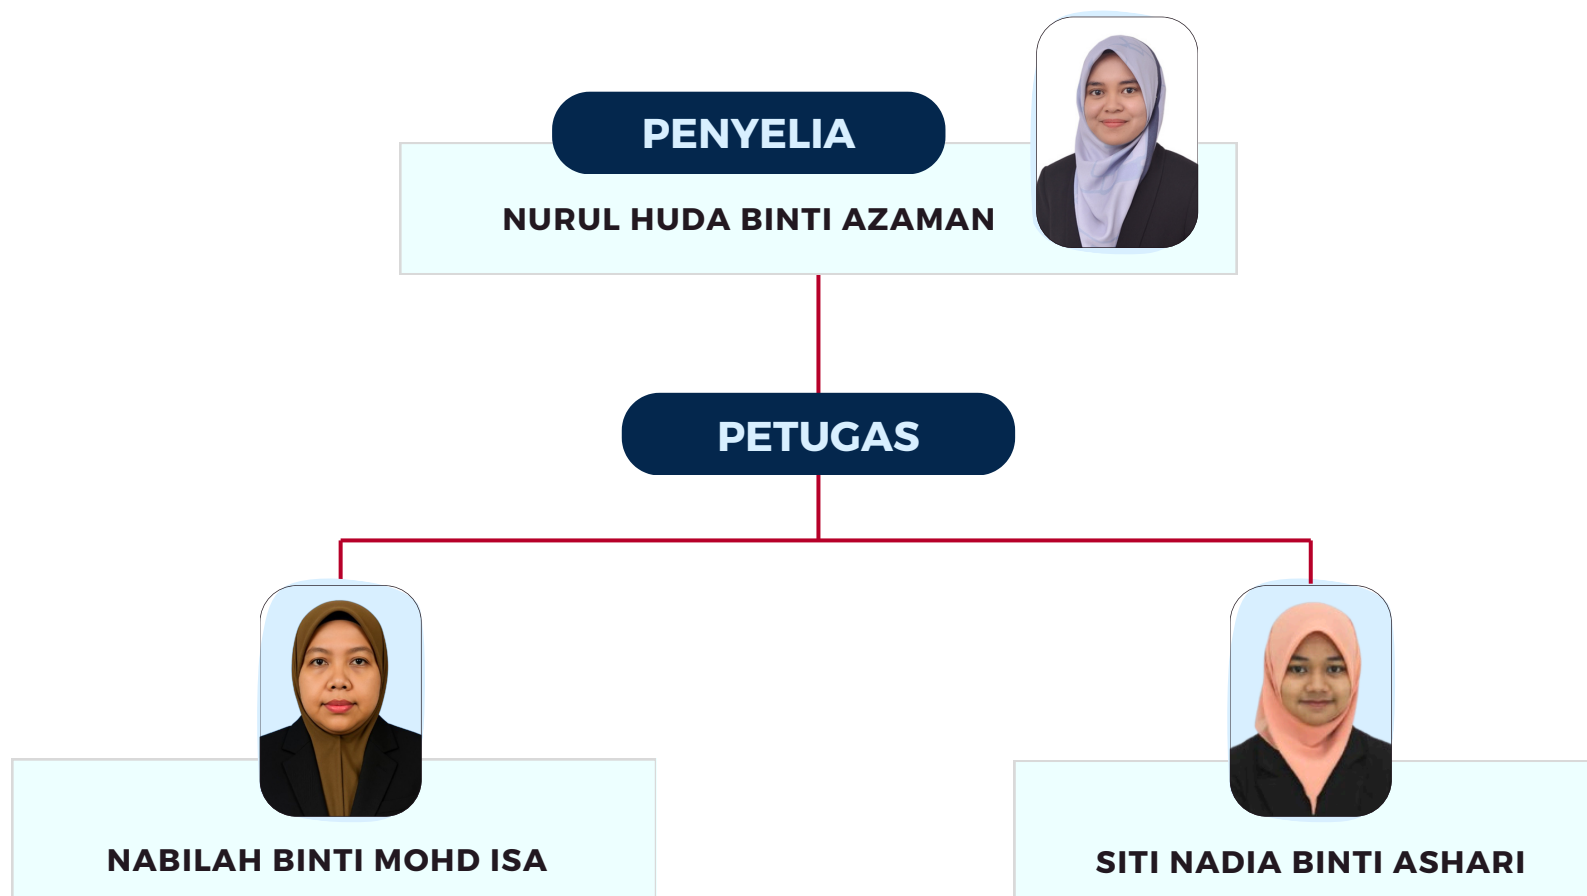 PENYELIA
NURUL HUDA BINTI AZAMAN
PETUGAS
NABILAH BINTI MOHD ISA
SITI NADIA BINTI ASHARI